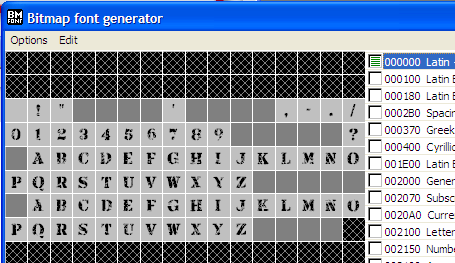 BM FONT Bitmap font generator
Options Edit
! " ' , - . /
0 1 2 3 4 5 6 7 8 9 ?
A B C D E F G H I J K L M N O
P Q R S T U V W X Y Z
A B C D E F G H I J K L M N O
P Q R S T U V W X Y Z
000000 Latin
000100 Latin
000180 Latin
0002B0 Spacin
000370 Greek
000400 Cyrillic
001E00 Latin
002000 Gener
002070 Subsc
0020A0 Curre
002100 Letter
002150 Numbe